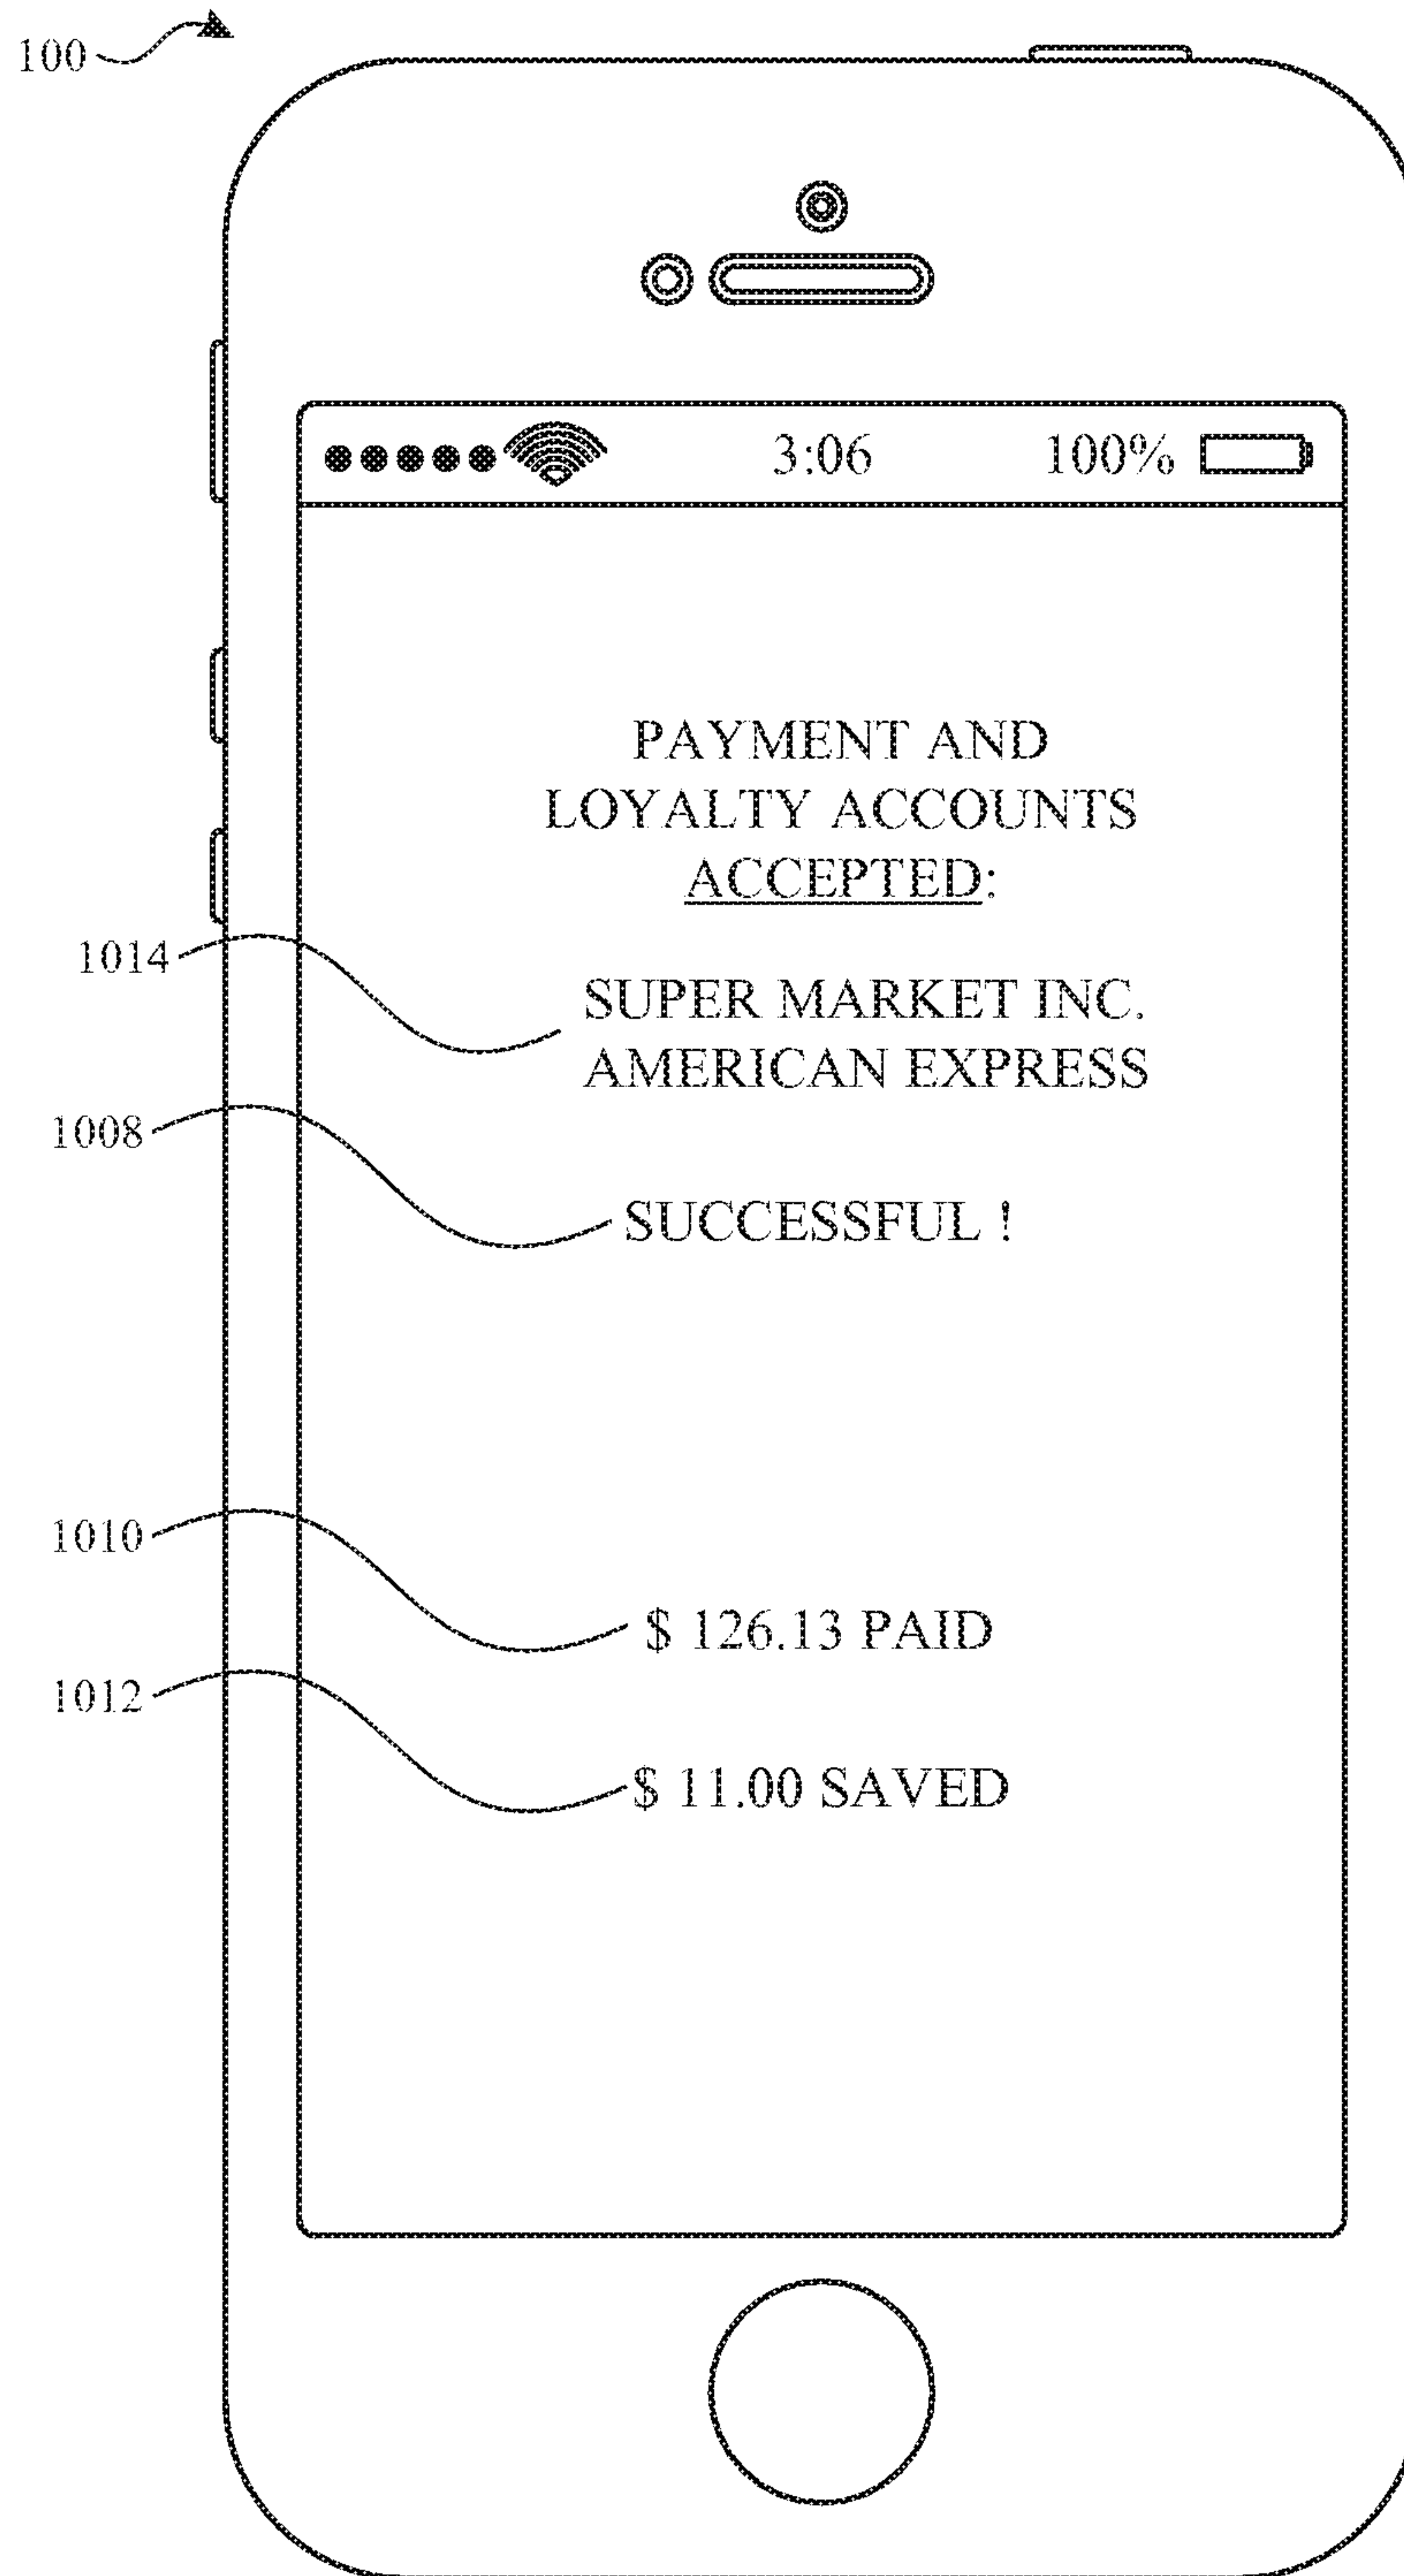 100
3:06 100%
PAYMENT AND
LOYALTY ACCOUNTS
ACCEPTED:
1014
SUPER MARKET INC.
AMERICAN EXPRESS
1008
SUCCESSFUL !
1010
$ 126.13 PAID
1012
$ 11.00 SAVED